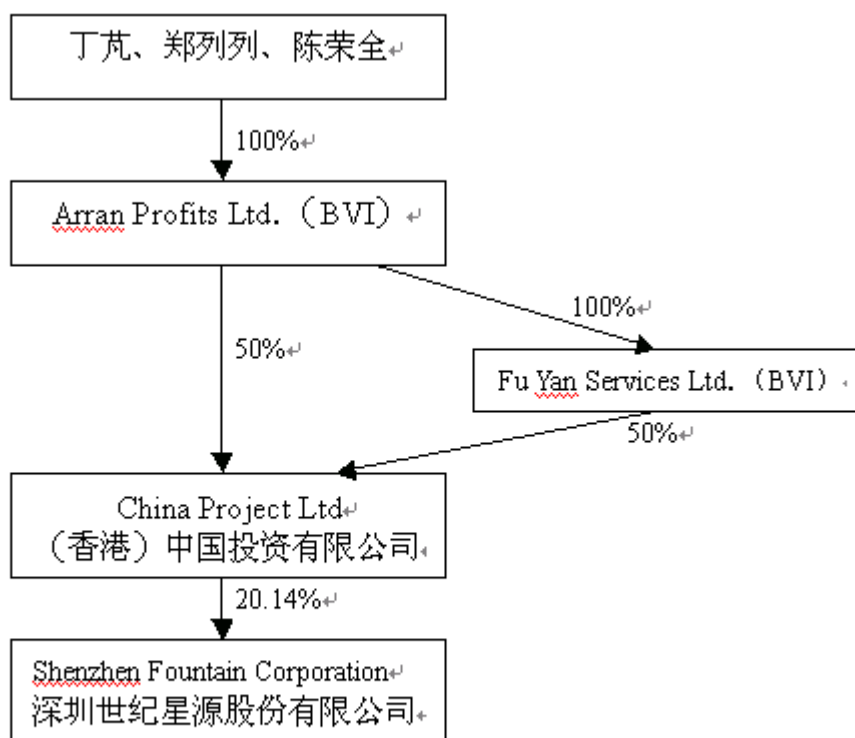 丁芃、郑列列、陈荣全
100%
Arran Profits Ltd.（BVI）
100%
50%
Fu Yan Services Ltd.（BVI）
50%
China Project Ltd
（香港）中国投资有限公司
20.14%
Shenzhen Fountain Corporation
深圳世纪星源股份有限公司